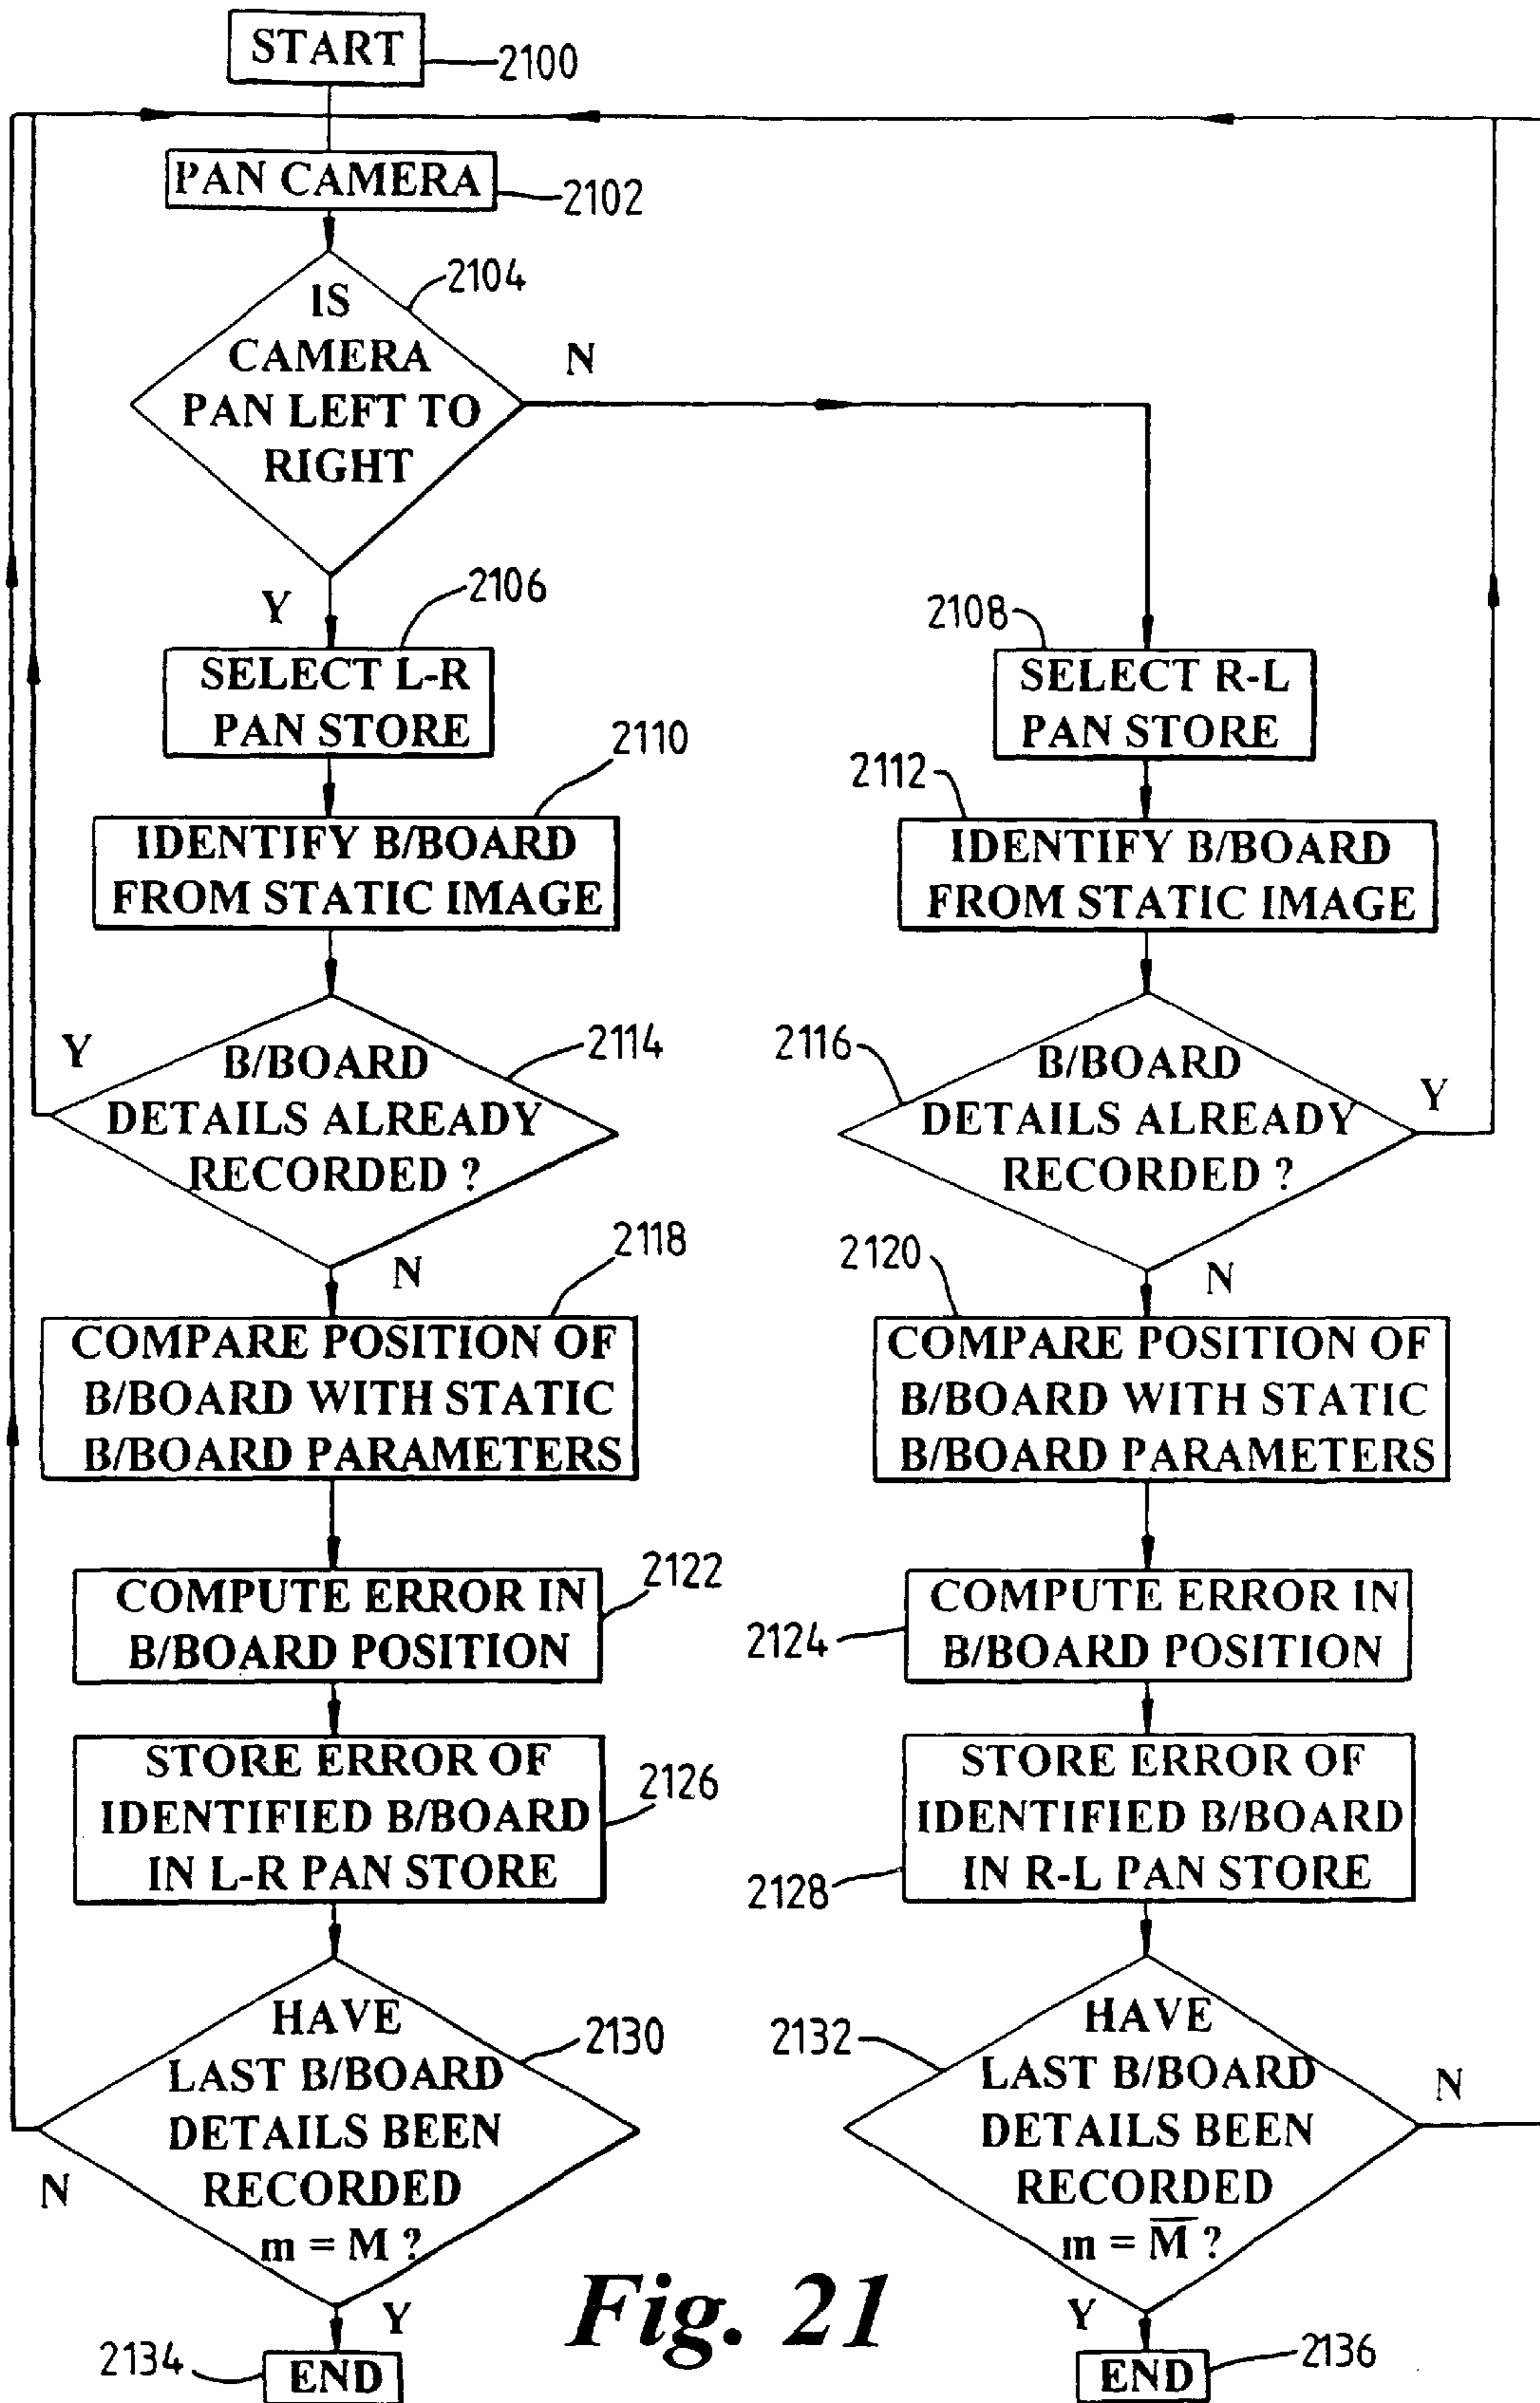 START
2100
PAN CAMERA
2102
IS
CAMERA
PAN LEFT TO
RIGHT
2104
N
Y
2106
SELECT L-R
PAN STORE
2108
SELECT R-L
PAN STORE
2110
IDENTIFY B/BOARD
FROM STATIC IMAGE
2112
IDENTIFY B/BOARD
FROM STATIC IMAGE
Y
B/BOARD
DETAILS ALREADY
RECORDED ?
2114
N
2116
B/BOARD
DETAILS ALREADY
RECORDED ?
Y
N
2118
COMPARE POSITION OF
B/BOARD WITH STATIC
B/BOARD PARAMETERS
2120
COMPARE POSITION OF
B/BOARD WITH STATIC
B/BOARD PARAMETERS
COMPUTE ERROR IN
B/BOARD POSITION
2122
2124
COMPUTE ERROR IN
B/BOARD POSITION
STORE ERROR OF
IDENTIFIED B/BOARD
IN L-R PAN STORE
2126
2128
STORE ERROR OF
IDENTIFIED B/BOARD
IN R-L PAN STORE
HAVE
LAST B/BOARD
DETAILS BEEN
RECORDED
m = M ?
2130
N
Y
2132
HAVE
LAST B/BOARD
DETAILS BEEN
RECORDED
m = M̅ ?
N
Y
2134
END
Fig. 21
END
2136